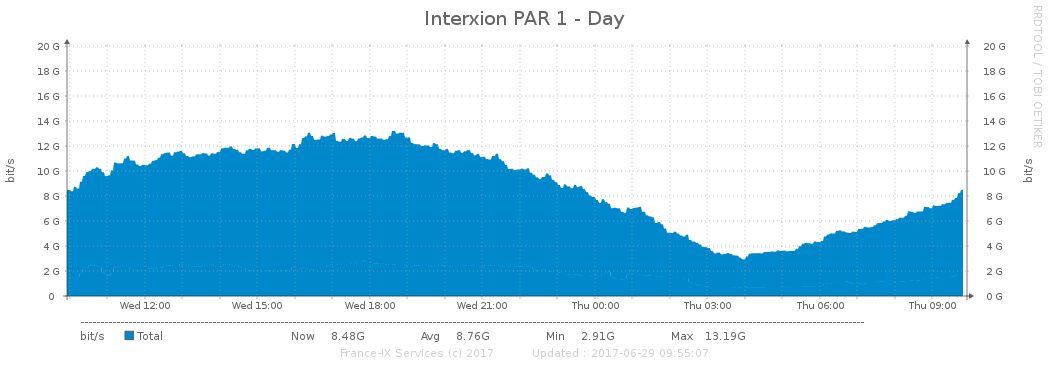 Interxion PAR 1 - Day
RRDTOOL / TOBI OETIKER
bit/s
20 G
18 G
16 G
14 G
12 G
10 G
8 G
6 G
4 G
2 G
0
20 G
18 G
16 G
14 G
12 G
10 G
8 G
6 G
4 G
2 G
0 G
bit/s
Wed 12:00 Wed 15:00 Wed 18:00 Wed 21:00 Thu 00:00 Thu 03:00 Thu 06:00 Thu 09:00
bit/s Total Now 8.48G Avg 8.76G Min 2.91G Max 13.19G
France-IX Services (c) 2017 Updated : 2017-06-29 09:55:07